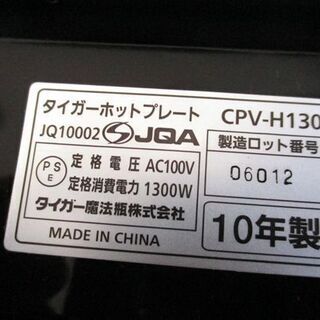 タイガーホットプレート CPV-H130
JQ10002 JQA 製造ロット番号
PS E 定格電圧 AC100V 06012
定格消費電力 1300W
タイガー魔法瓶株式会社 10年製
MADE IN CHINA